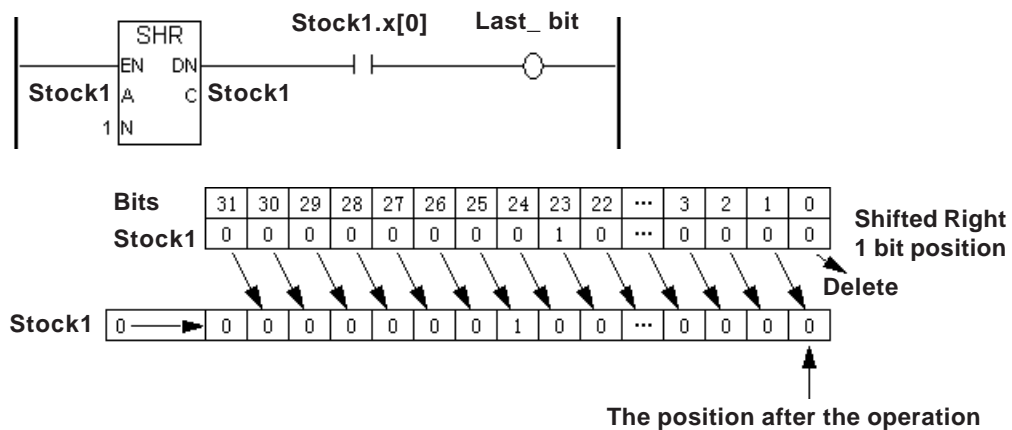 SHR
Stock1.x[0] Last_ bit
EN DN
Stock1 A C Stock1
1 N
Bits 31 30 29 28 27 26 25 24 23 22 ... 3 2 1 0
Stock1 0 0 0 0 0 0 0 0 1 0 ... 0 0 0 0
Shifted Right
1 bit position
Delete
Stock1 0 0 0 0 0 0 0 0 1 0 0 ... 0 0 0 0
The position after the operation